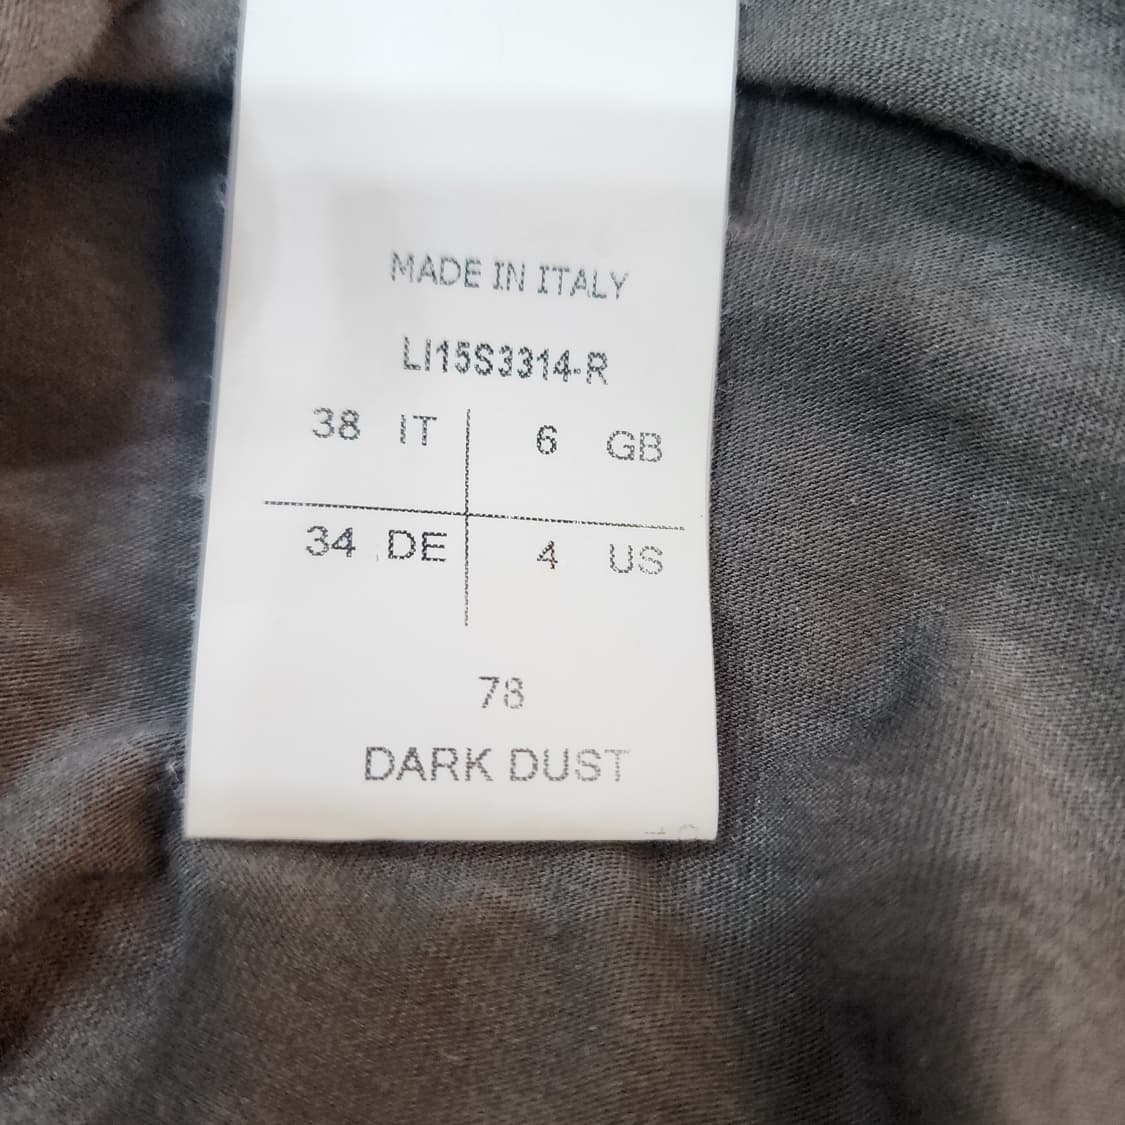 MADE IN ITALY
LI15S3314-R
38 IT 6 GB
34 DE 4 US
78
DARK DUST